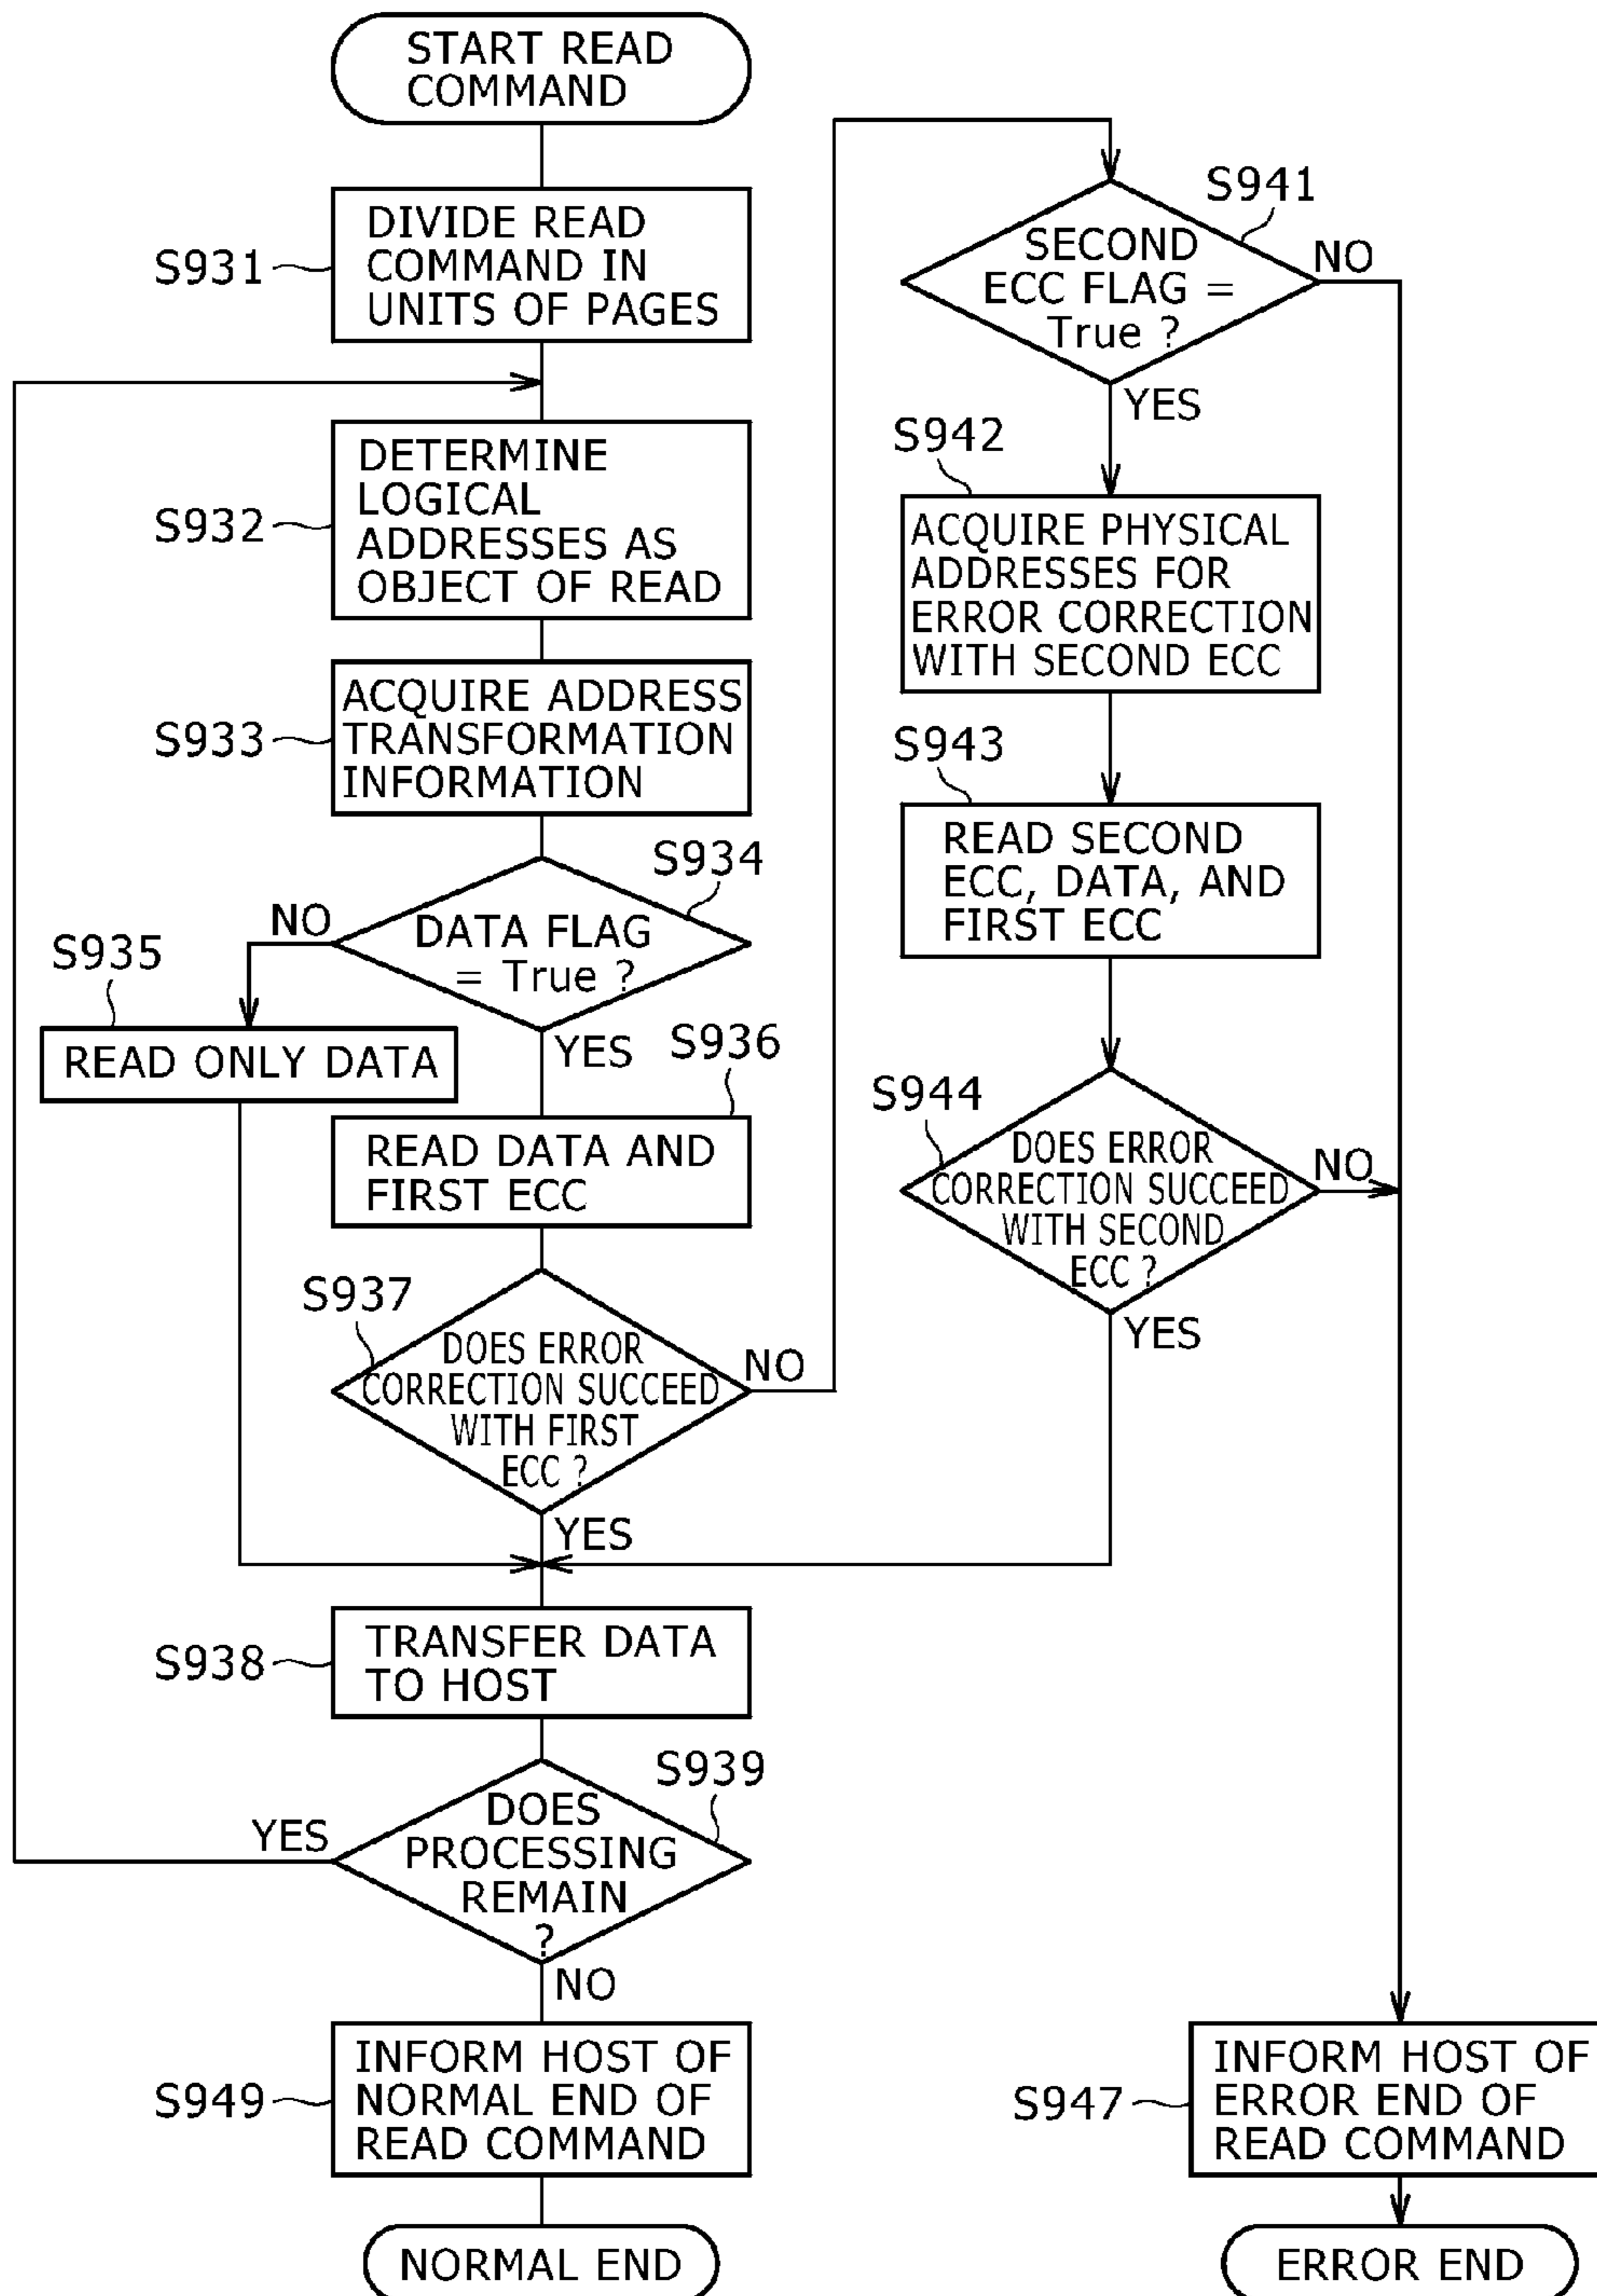 START READ
COMMAND
S931
DIVIDE READ
COMMAND IN
UNITS OF PAGES
S932
DETERMINE
LOGICAL
ADDRESSES AS
OBJECT OF READ
S933
ACQUIRE ADDRESS
TRANSFORMATION
INFORMATION
S934
DATA FLAG
= True ?
NO
YES
S935
READ ONLY DATA
S936
READ DATA AND
FIRST ECC
S937
DOES ERROR
CORRECTION SUCCEED
WITH FIRST
ECC ?
NO
YES
S938
TRANSFER DATA
TO HOST
S939
DOES
PROCESSING
REMAIN
?
YES
NO
S949
INFORM HOST OF
NORMAL END OF
READ COMMAND
NORMAL END
S941
SECOND
ECC FLAG =
True ?
NO
YES
S942
ACQUIRE PHYSICAL
ADDRESSES FOR
ERROR CORRECTION
WITH SECOND ECC
S943
READ SECOND
ECC, DATA, AND
FIRST ECC
S944
DOES ERROR
CORRECTION SUCCEED
WITH SECOND
ECC ?
NO
YES
S947
INFORM HOST OF
ERROR END OF
READ COMMAND
ERROR END